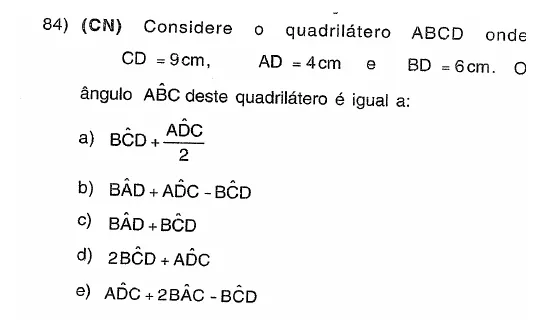 84) (CN) Considere o quadrilátero ABCD onde
CD = 9cm, AD = 4cm e BD = 6cm. O
ângulo AB̂C deste quadrilátero é igual a:
a) BĈD + AD̂C/2
b) BÂD + AD̂C - BĈD
c) BÂD + BĈD
d) 2BĈD + AD̂C
e) AD̂C + 2BÂC - BĈD